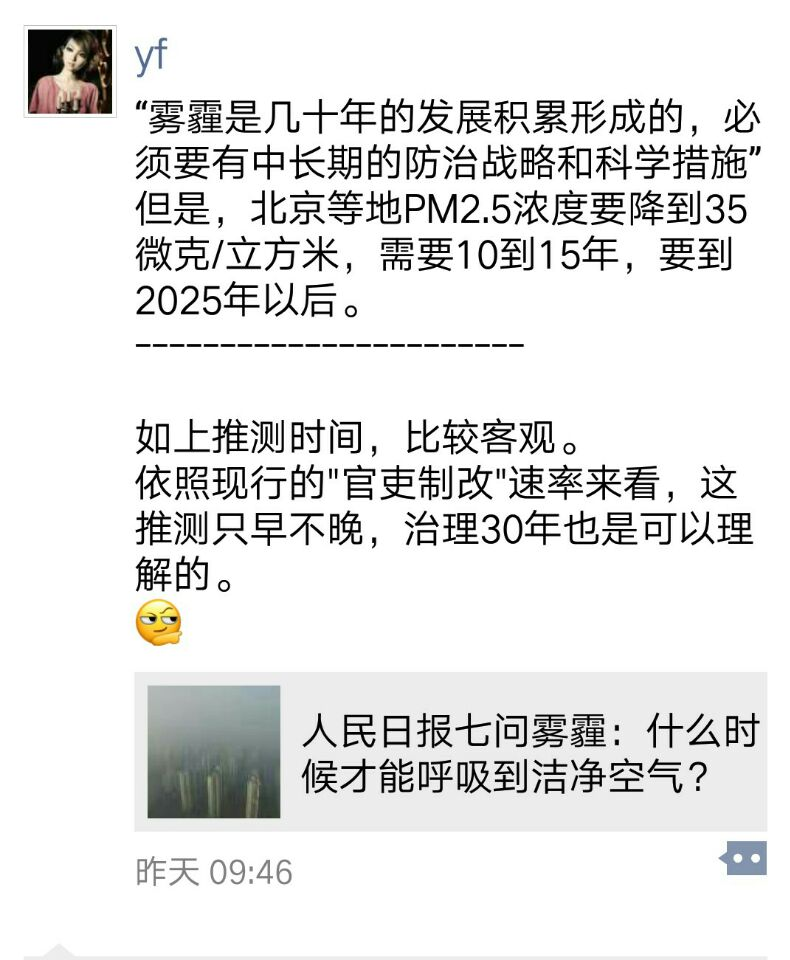 yf
“雾霾是几十年的发展积累形成的，必
须要有中长期的防治战略和科学措施”
但是，北京等地PM2.5浓度要降到35
微克/立方米，需要10到15年，要到
2025年以后。
-----------------------
如上推测时间，比较客观。
依照现行的"官吏制改"速率来看，这
推测只早不晚，治理30年也是可以理
解的。
人民日报七问雾霾：什么时
候才能呼吸到洁净空气？
昨天 09:46